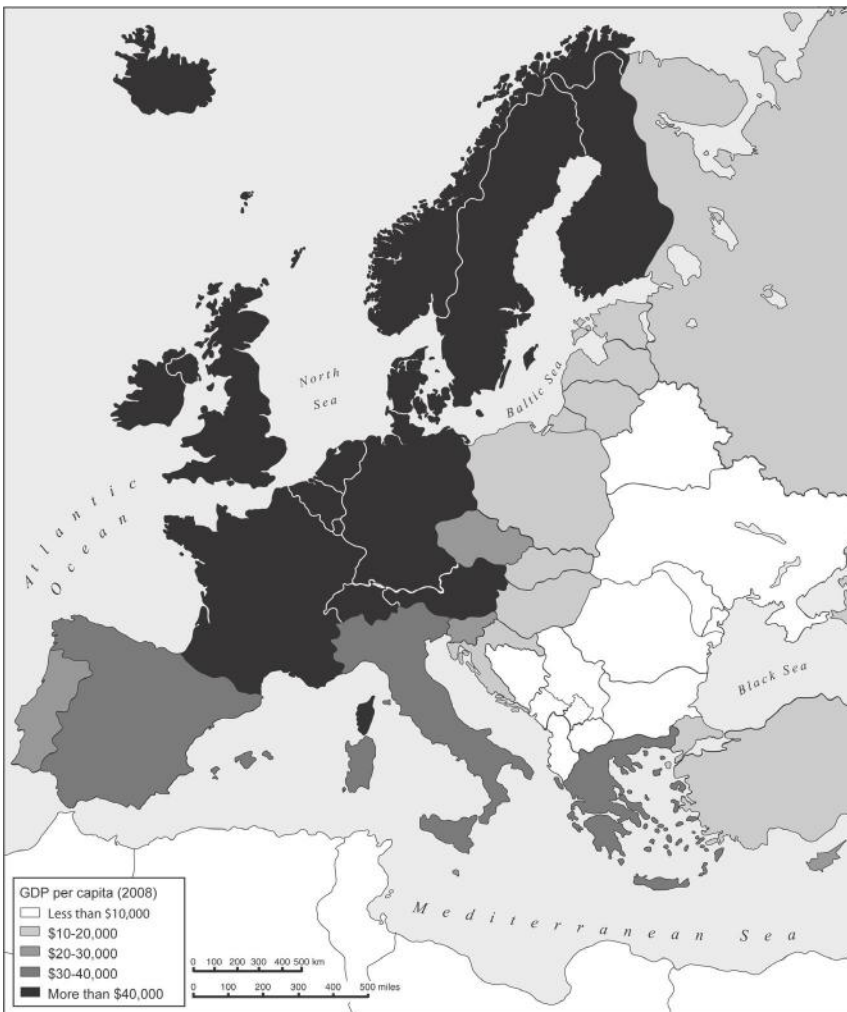 North
Sea
Baltic Sea
Atlantic
Ocean
Black Sea
Mediterranean Sea
GDP per capita (2008)
Less than $10,000
$10-20,000
$20-30,000
$30-40,000
More than $40,000
0 100 200 300 400 500 km
0 100 200 300 400 500 miles